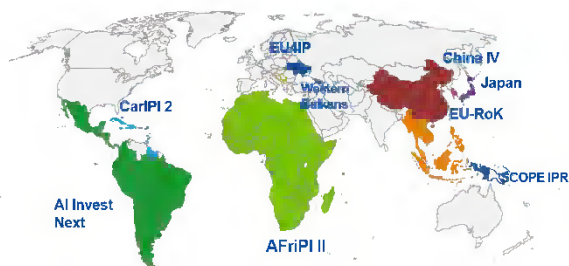 EU4IP
China IV
Western
Balkans
Japan
CarIPI 2
EU-RoK
SCOPE IPR
AI Invest
Next
AFriPI II